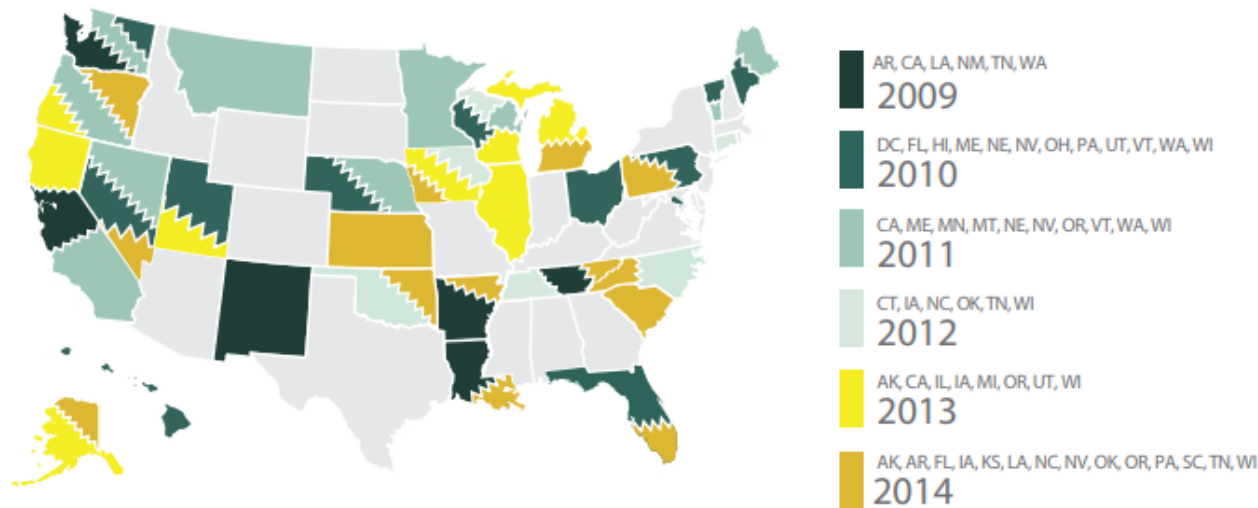 AR, CA, LA, NM, TN, WA
2009
DC, FL, HI, ME, NE, NV, OH, PA, UT, VT, WA, WI
2010
CA, ME, MN, MT, NE, NV, OR, VT, WA, WI
2011
CT, IA, NC, OK, TN, WI
2012
AK, CA, IL, IA, MI, OR, UT, WI
2013
AK, AR, FL, IA, KS, LA, NC, NV, OK, OR, PA, SC, TN, WI
2014